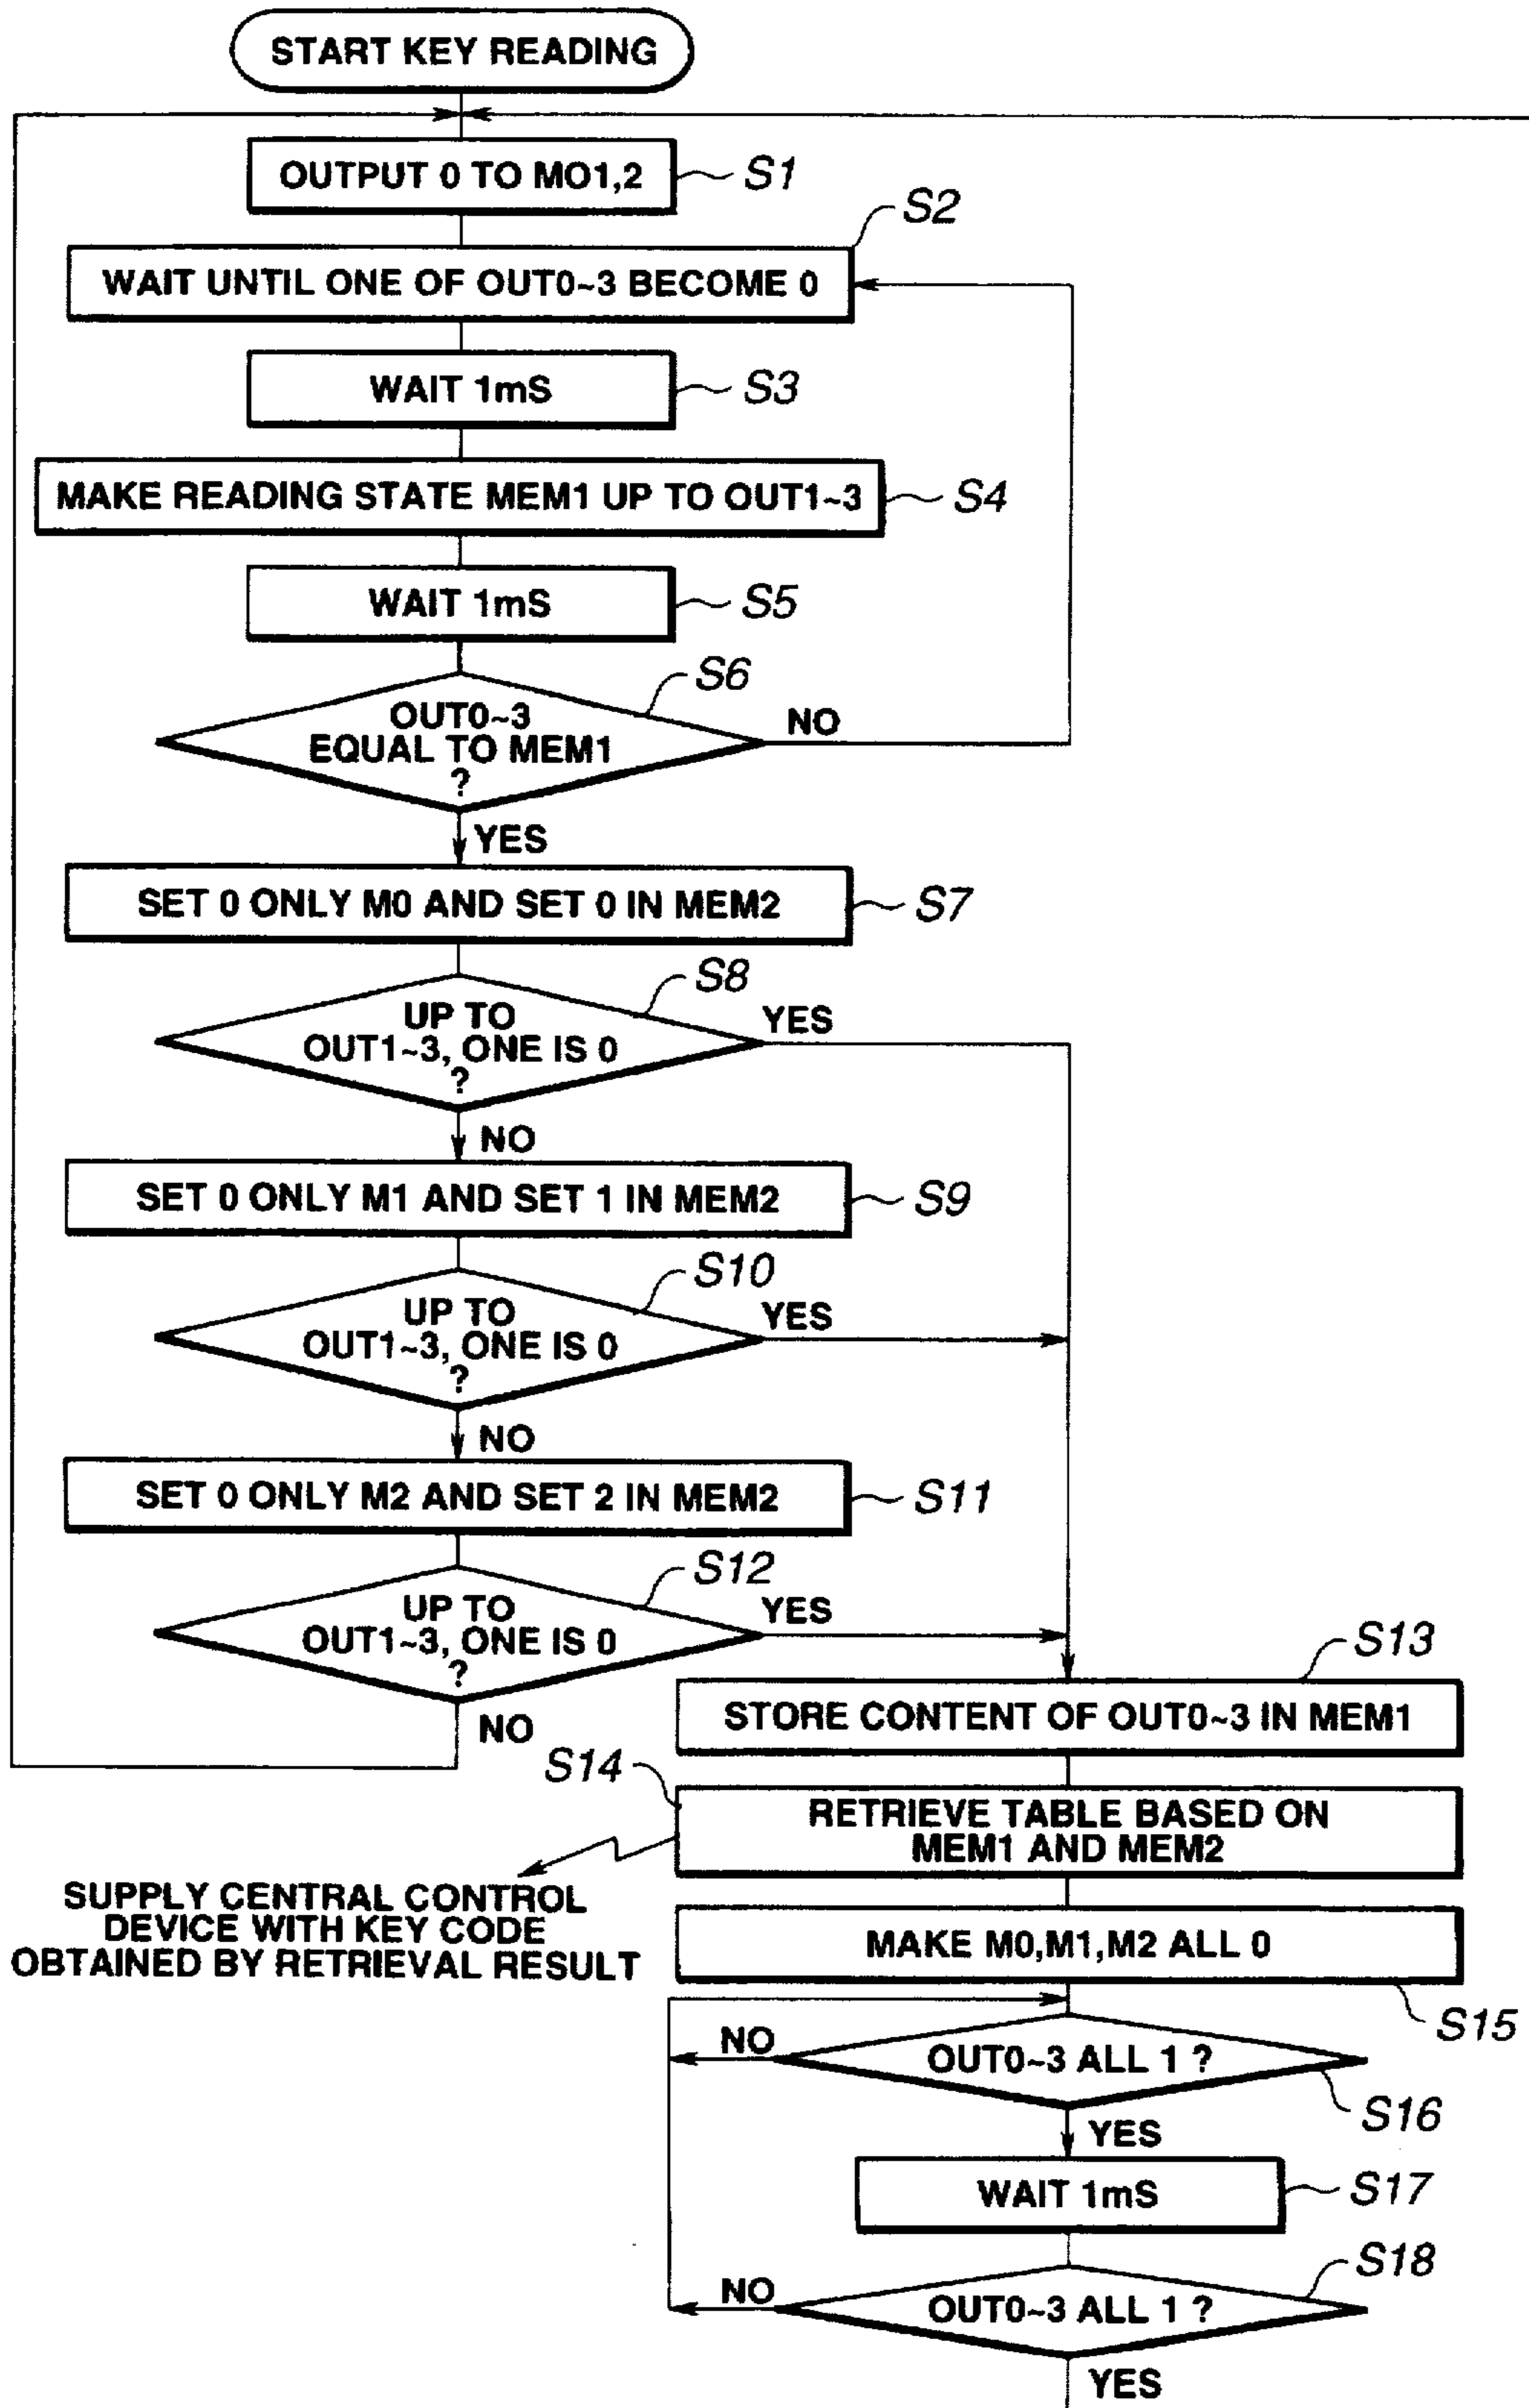 START KEY READING
OUTPUT 0 TO MO1,2
S1
S2
WAIT UNTIL ONE OF OUT0~3 BECOME 0
WAIT 1mS
S3
MAKE READING STATE MEM1 UP TO OUT1~3
S4
WAIT 1mS
S5
S6
OUT0~3
EQUAL TO MEM1
?
NO
YES
SET 0 ONLY M0 AND SET 0 IN MEM2
S7
S8
UP TO
OUT1~3, ONE IS 0
?
YES
NO
SET 0 ONLY M1 AND SET 1 IN MEM2
S9
S10
UP TO
OUT1~3, ONE IS 0
?
YES
NO
SET 0 ONLY M2 AND SET 2 IN MEM2
S11
S12
UP TO
OUT1~3, ONE IS 0
?
YES
NO
S13
STORE CONTENT OF OUT0~3 IN MEM1
S14
RETRIEVE TABLE BASED ON
MEM1 AND MEM2
SUPPLY CENTRAL CONTROL
DEVICE WITH KEY CODE
OBTAINED BY RETRIEVAL RESULT
MAKE M0,M1,M2 ALL 0
S15
NO
OUT0~3 ALL 1 ?
S16
YES
WAIT 1mS
S17
S18
NO
OUT0~3 ALL 1 ?
YES